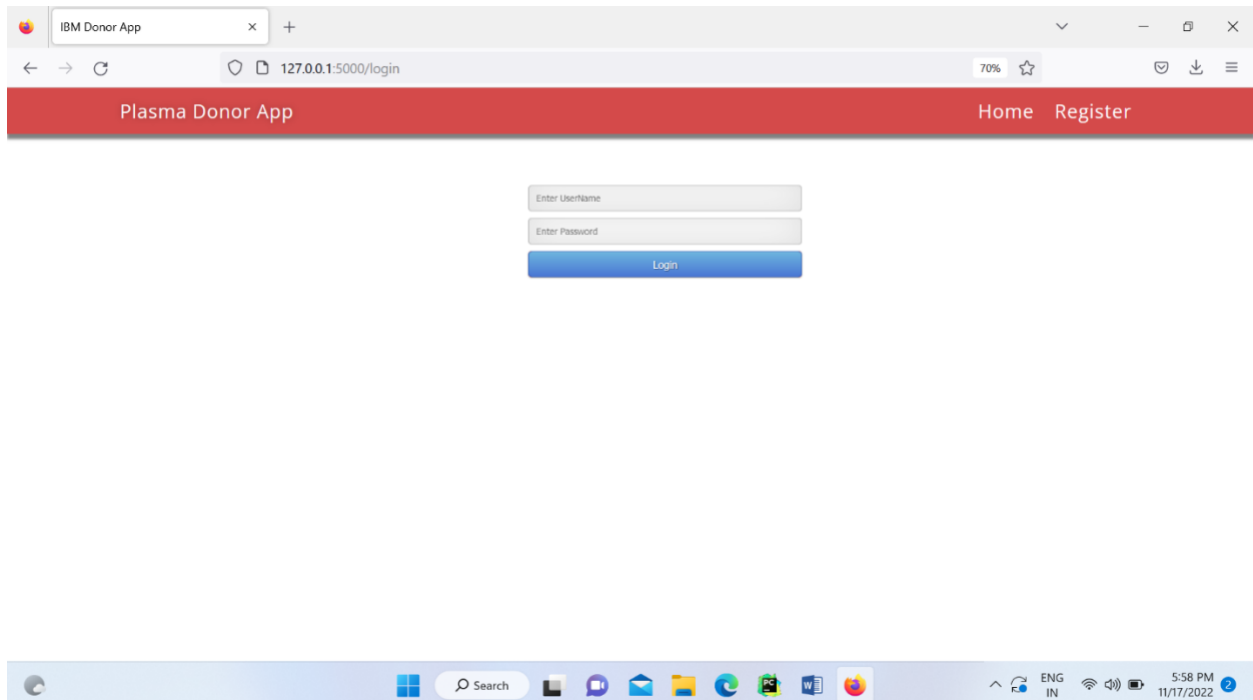 IBM Donor App
127.0.0.1:5000/login
70%
Plasma Donor App
Home Register
Enter UserName
Enter Password
Login
Search
PC
W
ENG
IN
5:58 PM
11/17/2022
2